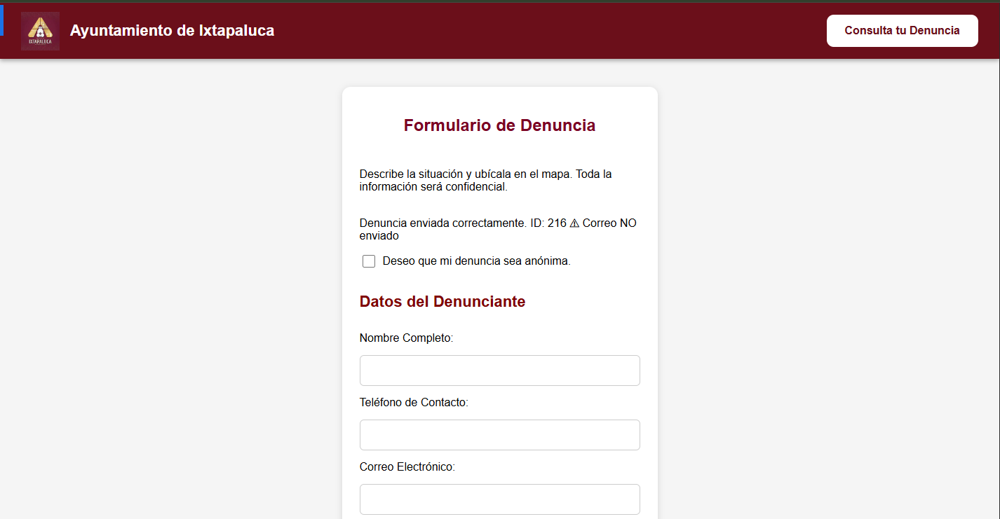 IXTAPALUCA
Ayuntamiento de Ixtapaluca
Consulta tu Denuncia
Formulario de Denuncia
Describe la situación y ubícala en el mapa. Toda la
información será confidencial.
Denuncia enviada correctamente. ID: 216 ⚠ Correo NO
enviado
Deseo que mi denuncia sea anónima.
Datos del Denunciante
Nombre Completo:
Teléfono de Contacto:
Correo Electrónico: